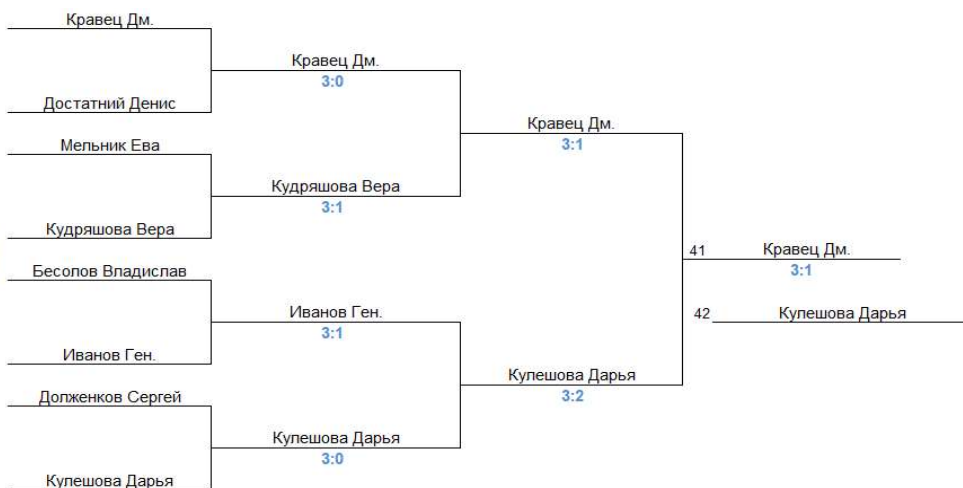 Кравец Дм.
Кравец Дм.
3:0
Достатний Денис
Кравец Дм.
3:1
Мельник Ева
Кудряшова Вера
3:1
Кудряшова Вера
41 Кравец Дм.
3:1
Бесолов Владислав
Иванов Ген.
3:1
42 Кулешова Дарья
Иванов Ген.
Кулешова Дарья
3:2
Долженков Сергей
Кулешова Дарья
3:0
Кулешова Дарья